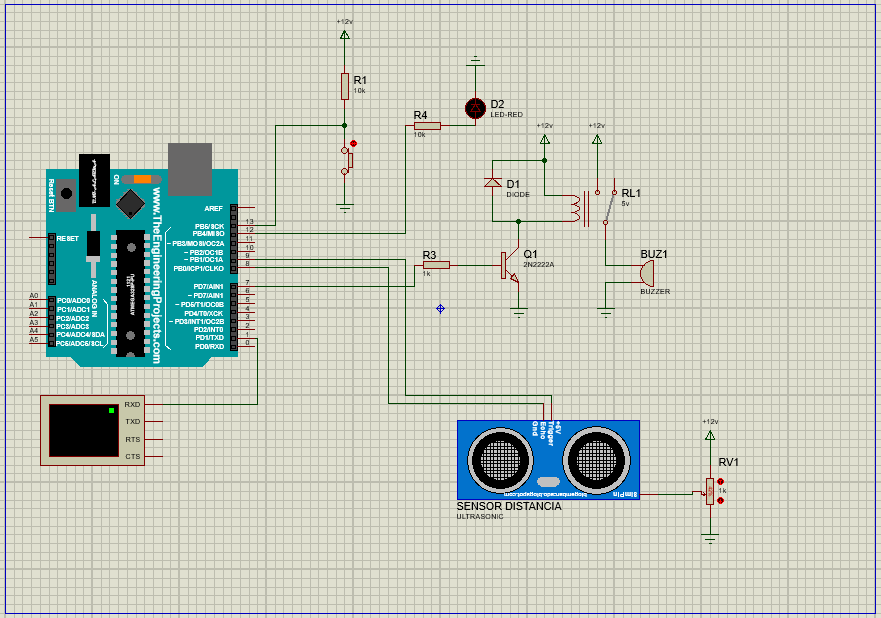 +12v
R1
10k
D2
LED-RED
R4
10k
+12v
+12v
D1
DIODE
RL1
5v
Q1
2N2222A
BUZ1
BUZZER
R3
1k
Reset BTN
ON
www.TheEngineeringProjects.com
ANALOG IN
RESET
AREF
PB5/SCK
PB4/MISO
~PB3/MOSI/OC2A
~PB2/OC1B
~PB1/OC1A
PB0/ICP1/CLKO
13
12
11
10
9
8
PD7/AIN1
~PD7/AIN1
~PD5/T1/OC0B
PD4/T0/XCK
~PD3/INT1/OC2B
PD2/INT0
PD1/TXD
PD0/RXD
7
6
5
4
3
2
1
0
A0
A1
A2
A3
A4
A5
PC0/ADC0
PC1/ADC1
PC2/ADC2
PC3/ADC3
PC4/ADC4/SDA
PC5/ADC5/SCL
RXD
TXD
RTS
CTS
+5V
Trigger
Echo
Gnd
SimPin
blogembarcado.blogspot.com
SENSOR DISTANCIA
ULTRASONIC
+12v
RV1
1k